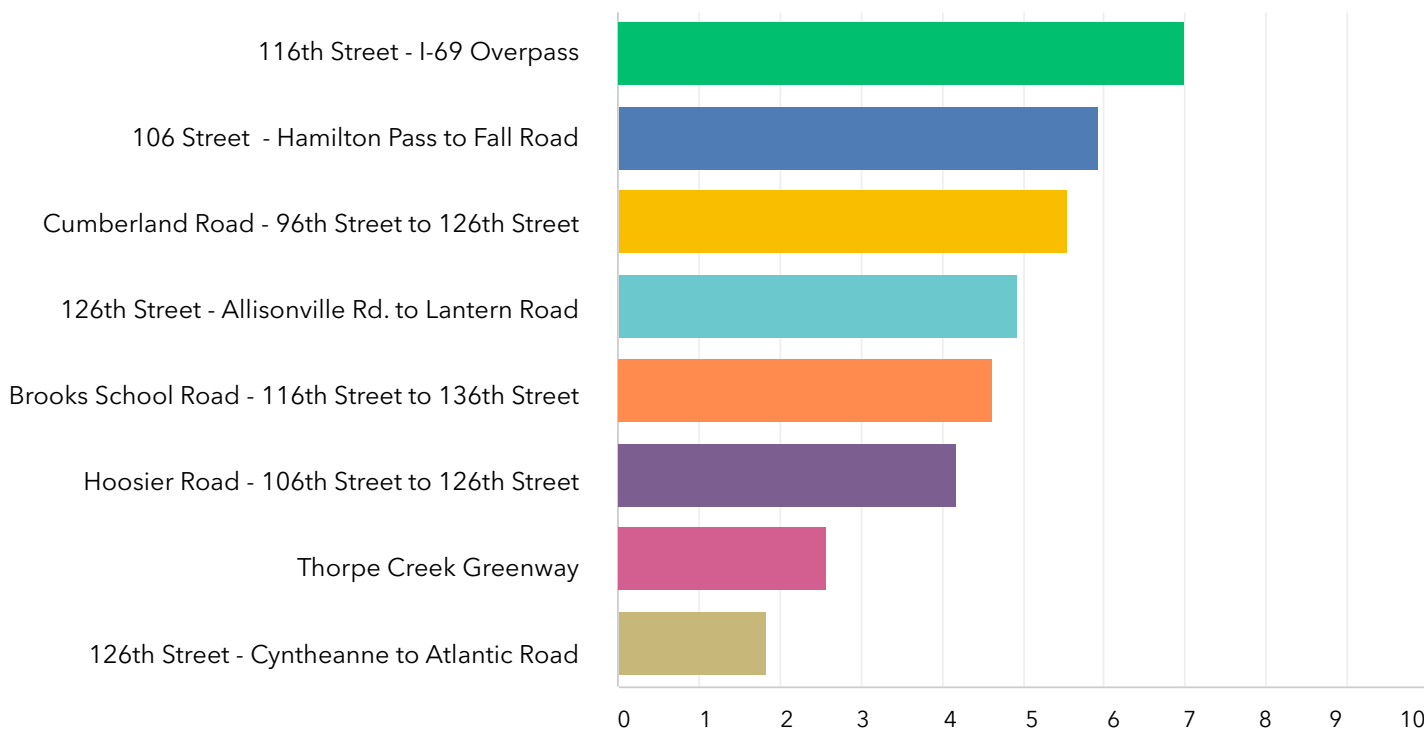 116th Street - I-69 Overpass
106 Street  - Hamilton Pass to Fall Road
Cumberland Road - 96th Street to 126th Street
126th Street - Allisonville Rd. to Lantern Road
Brooks School Road - 116th Street to 136th Street
Hoosier Road - 106th Street to 126th Street
Thorpe Creek Greenway
126th Street - Cyntheanne to Atlantic Road
0 1 2 3 4 5 6 7 8 9 10